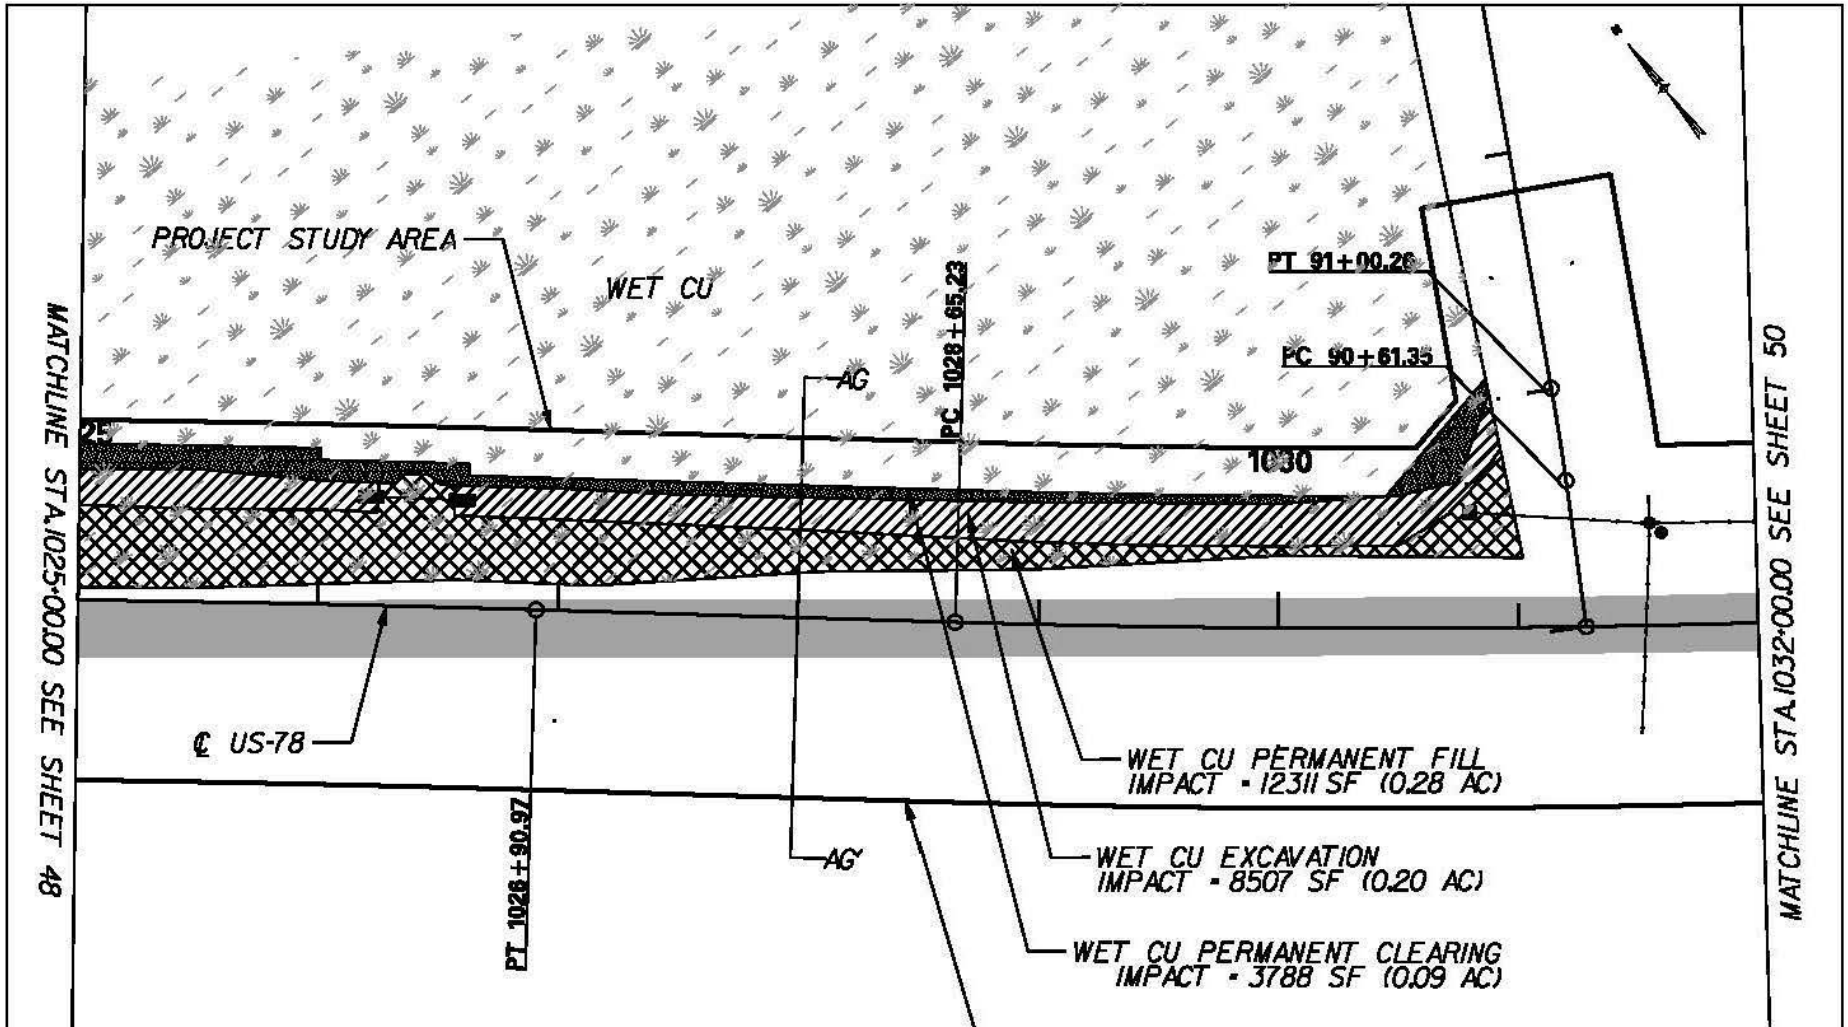 PROJECT STUDY AREA
WET CU
PT 91+00.26
PC 90+61.35
PC 1028+65.23
AG
25
1030
MATCHLINE STA.1025+00.00 SEE SHEET 48
MATCHLINE STA.1032+00.00 SEE SHEET 50
℄ US-78
PT 1026+90.97
AG'
WET CU PERMANENT FILL
IMPACT = 12311 SF (0.28 AC)
WET CU EXCAVATION
IMPACT = 8507 SF (0.20 AC)
WET CU PERMANENT CLEARING
IMPACT = 3788 SF (0.09 AC)